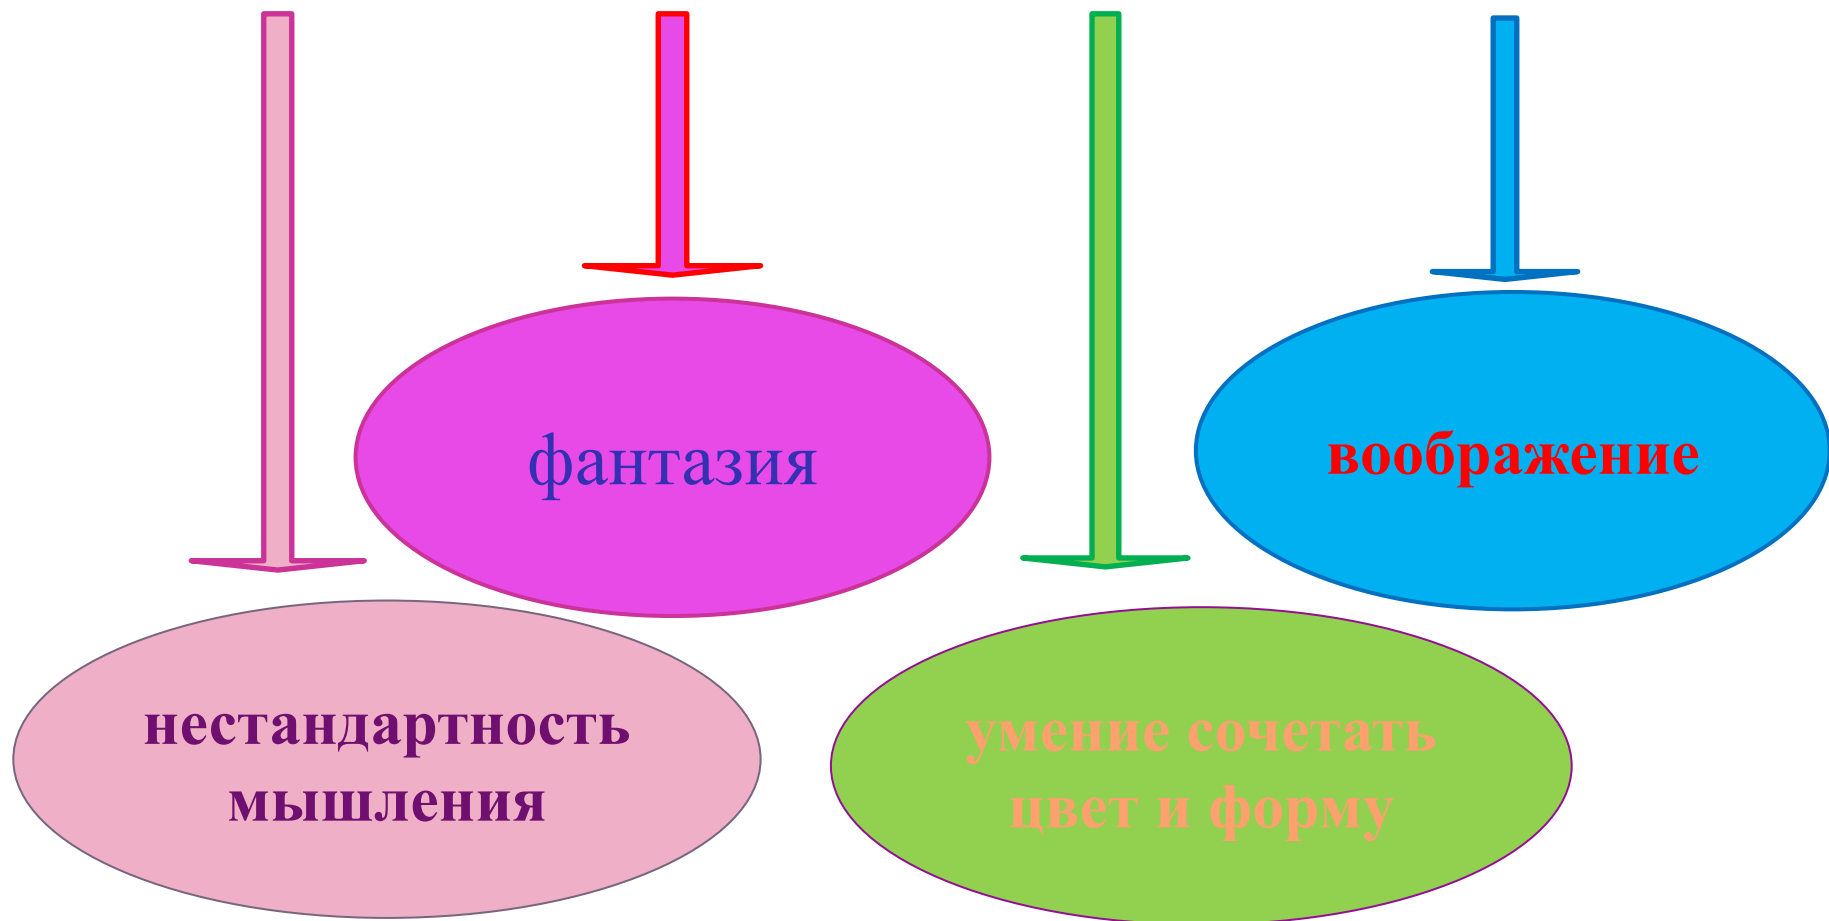 фантазия
воображение
нестандартность
мышления
умение сочетать
цвет и форму